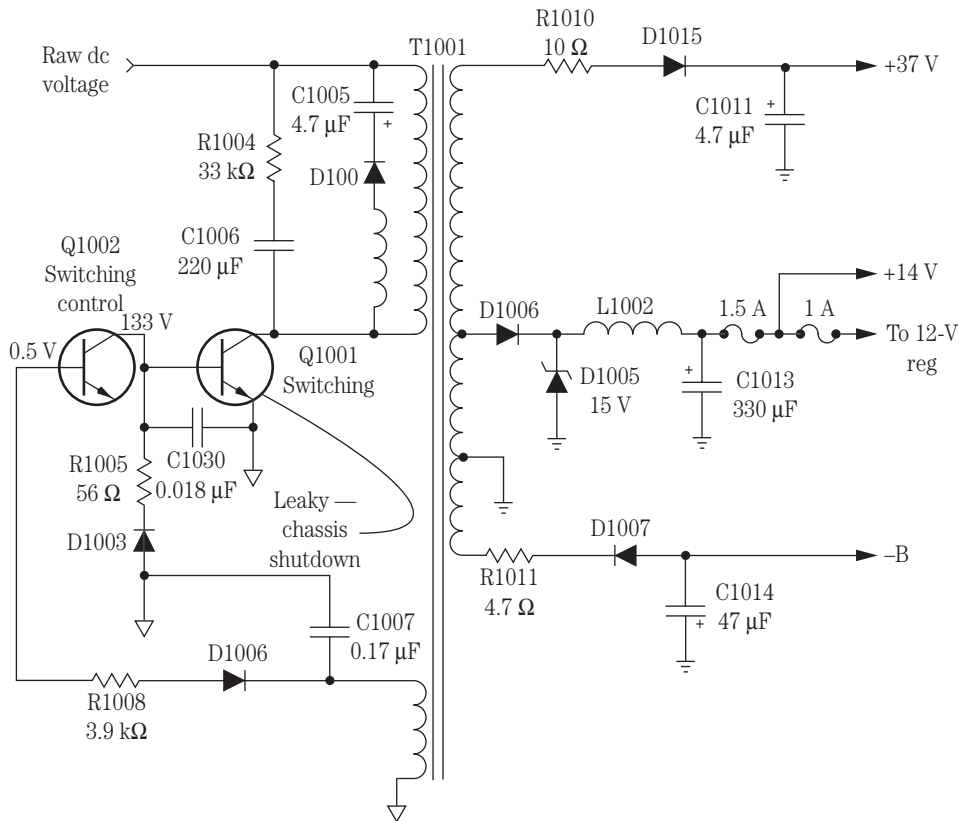 R1010
10 Ω
D1015
+37 V
Raw dc
voltage
T1001
C1005
4.7 µF
+
+
C1011
4.7 µF
R1004
33 kΩ
D100
C1006
220 µF
Q1002
Switching
control
133 V
0.5 V
Q1001
Switching
D1006
L1002
1.5 A
1 A
+14 V
To 12-V
reg
D1005
15 V
+
C1013
330 µF
R1005
56 Ω
C1030
0.018 µF
Leaky —
chassis
shutdown
D1003
D1007
–B
R1011
4.7 Ω
C1014
47 µF
+
C1007
0.17 µF
D1006
R1008
3.9 kΩ